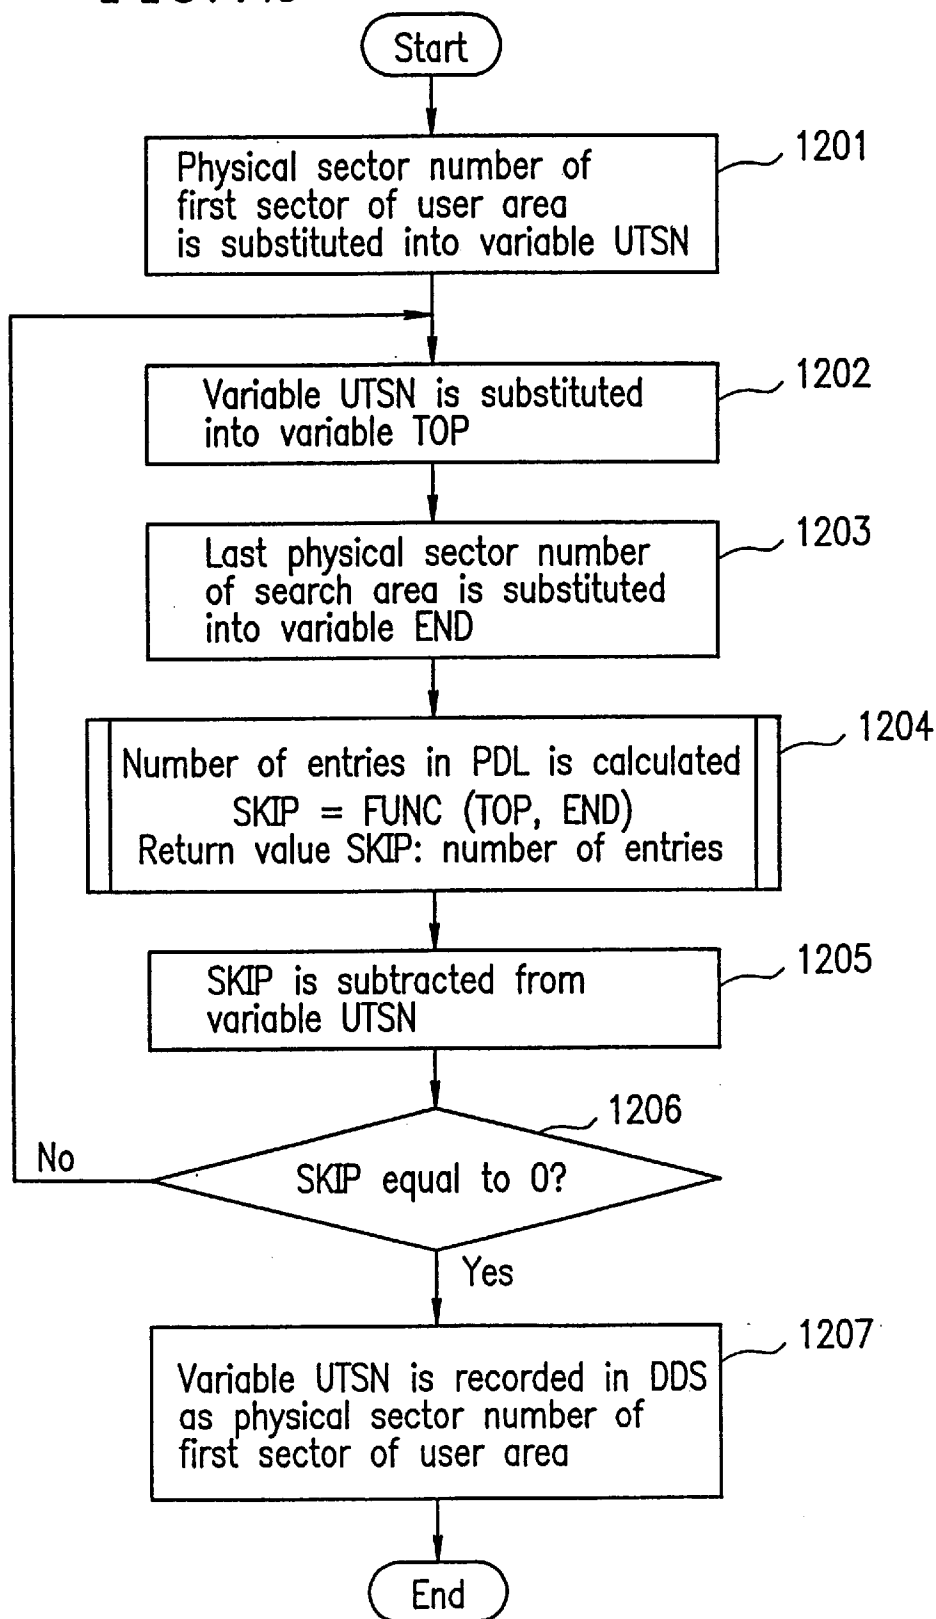 Start
1201
Physical sector number of
first sector of user area
is substituted into variable UTSN
1202
Variable UTSN is substituted
into variable TOP
1203
Last physical sector number
of search area is substituted
into variable END
1204
Number of entries in PDL is calculated
SKIP = FUNC (TOP, END)
Return value SKIP: number of entries
1205
SKIP is subtracted from
variable UTSN
1206
SKIP equal to 0?
No
Yes
1207
Variable UTSN is recorded in DDS
as physical sector number of
first sector of user area
End